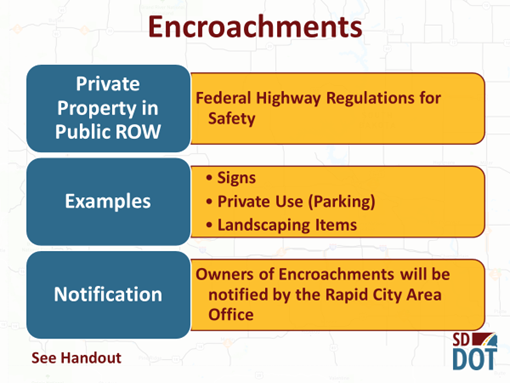 Encroachments
Private
Property in
Public ROW
Federal Highway Regulations for
Safety
Examples
• Signs
• Private Use (Parking)
• Landscaping Items
Notification
Owners of Encroachments will be
notified by the Rapid City Area
Office
See Handout
SD
DOT